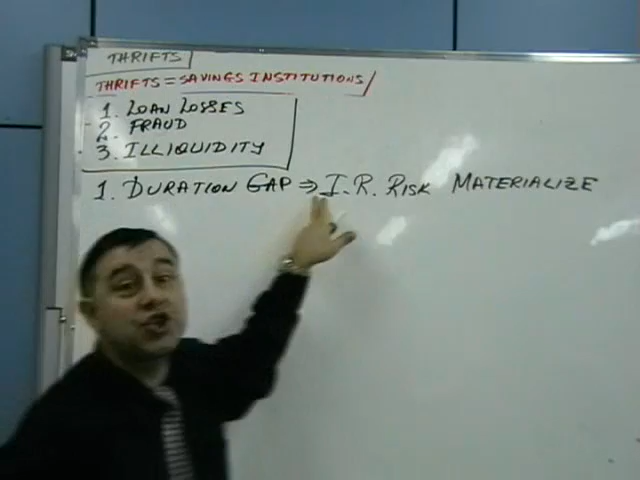 THRIFTS
THRIFTS = SAVINGS INSTITUTIONS
1. LOAN LOSSES
2. FRAUD
3. ILLIQUIDITY
1. DURATION GAP ⇒ I.R. RISK MATERIALIZE